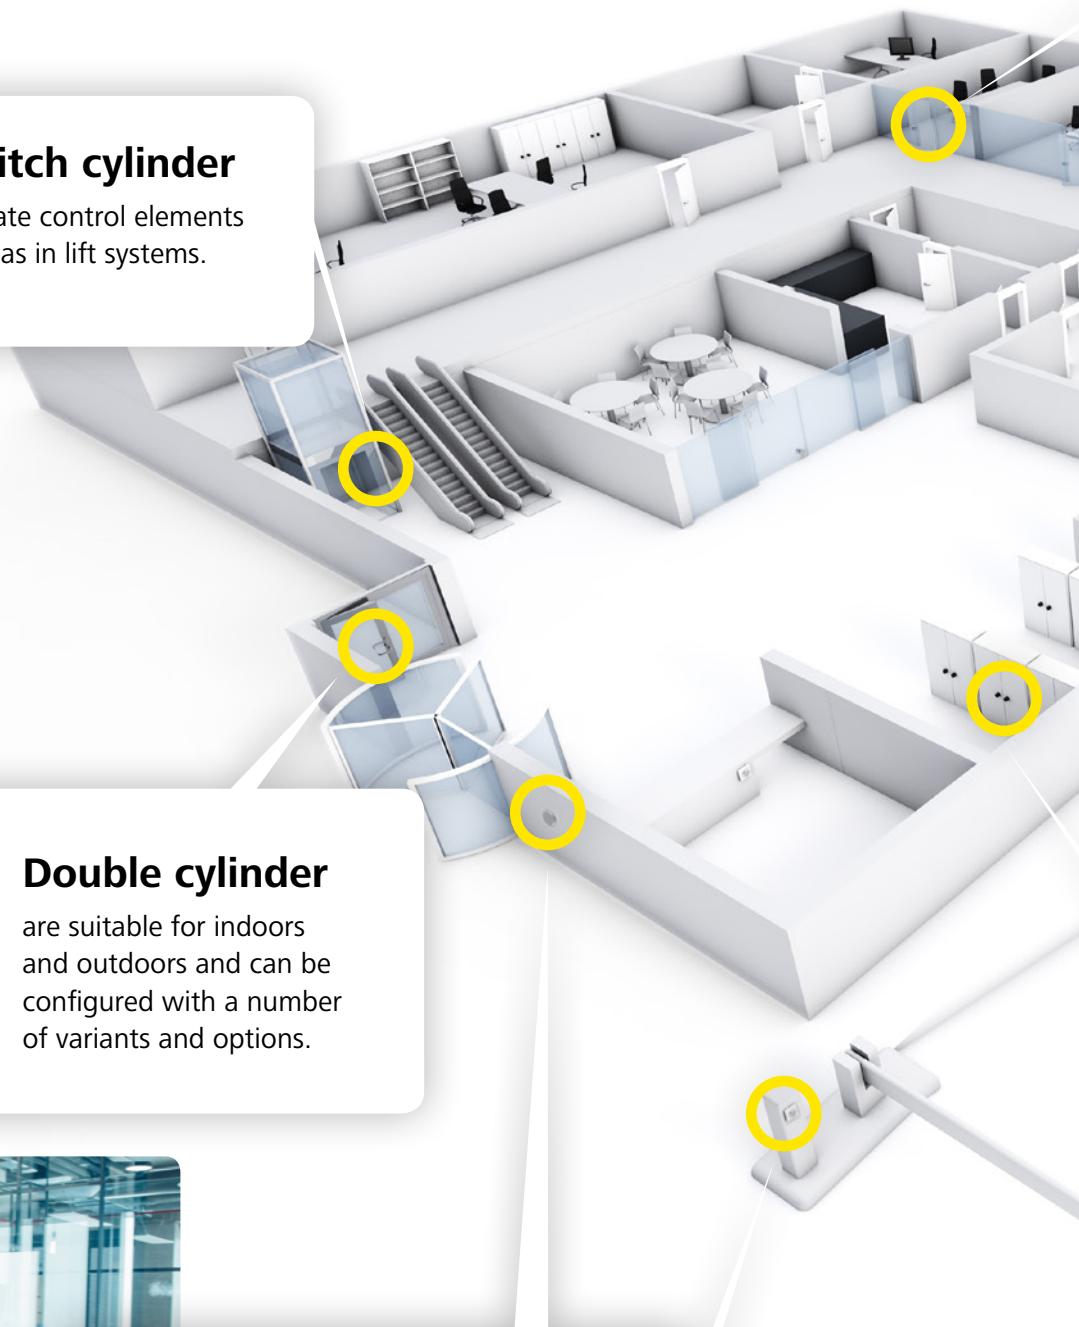 itch cylinder
ate control elements
as in lift systems.
Double cylinder
are suitable for indoors
and outdoors and can be
configured with a number
of variants and options.